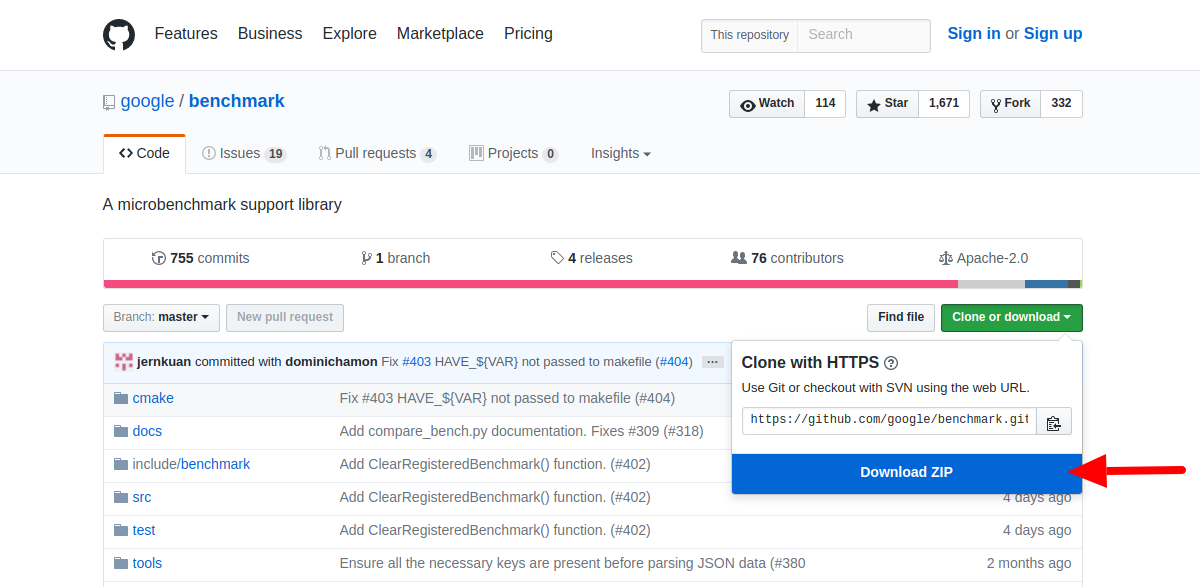 Features Business Explore Marketplace Pricing This repository Search Sign in or Sign up
google / benchmark Watch 114 Star 1,671 Fork 332
Code Issues 19 Pull requests 4 Projects 0 Insights
A microbenchmark support library
755 commits 1 branch 4 releases 76 contributors Apache-2.0
Branch: master New pull request Find file Clone or download
jernkuan committed with dominichamon Fix #403 HAVE_${VAR} not passed to makefile (#404) ...
Clone with HTTPS ?
Use Git or checkout with SVN using the web URL.
https://github.com/google/benchmark.git
Download ZIP
cmake Fix #403 HAVE_${VAR} not passed to makefile (#404)
docs Add compare_bench.py documentation. Fixes #309 (#318)
include/benchmark Add ClearRegisteredBenchmark() function. (#402)
src Add ClearRegisteredBenchmark() function. (#402) 4 days ago
test Add ClearRegisteredBenchmark() function. (#402) 4 days ago
tools Ensure all the necessary keys are present before parsing JSON data (#380 2 months ago